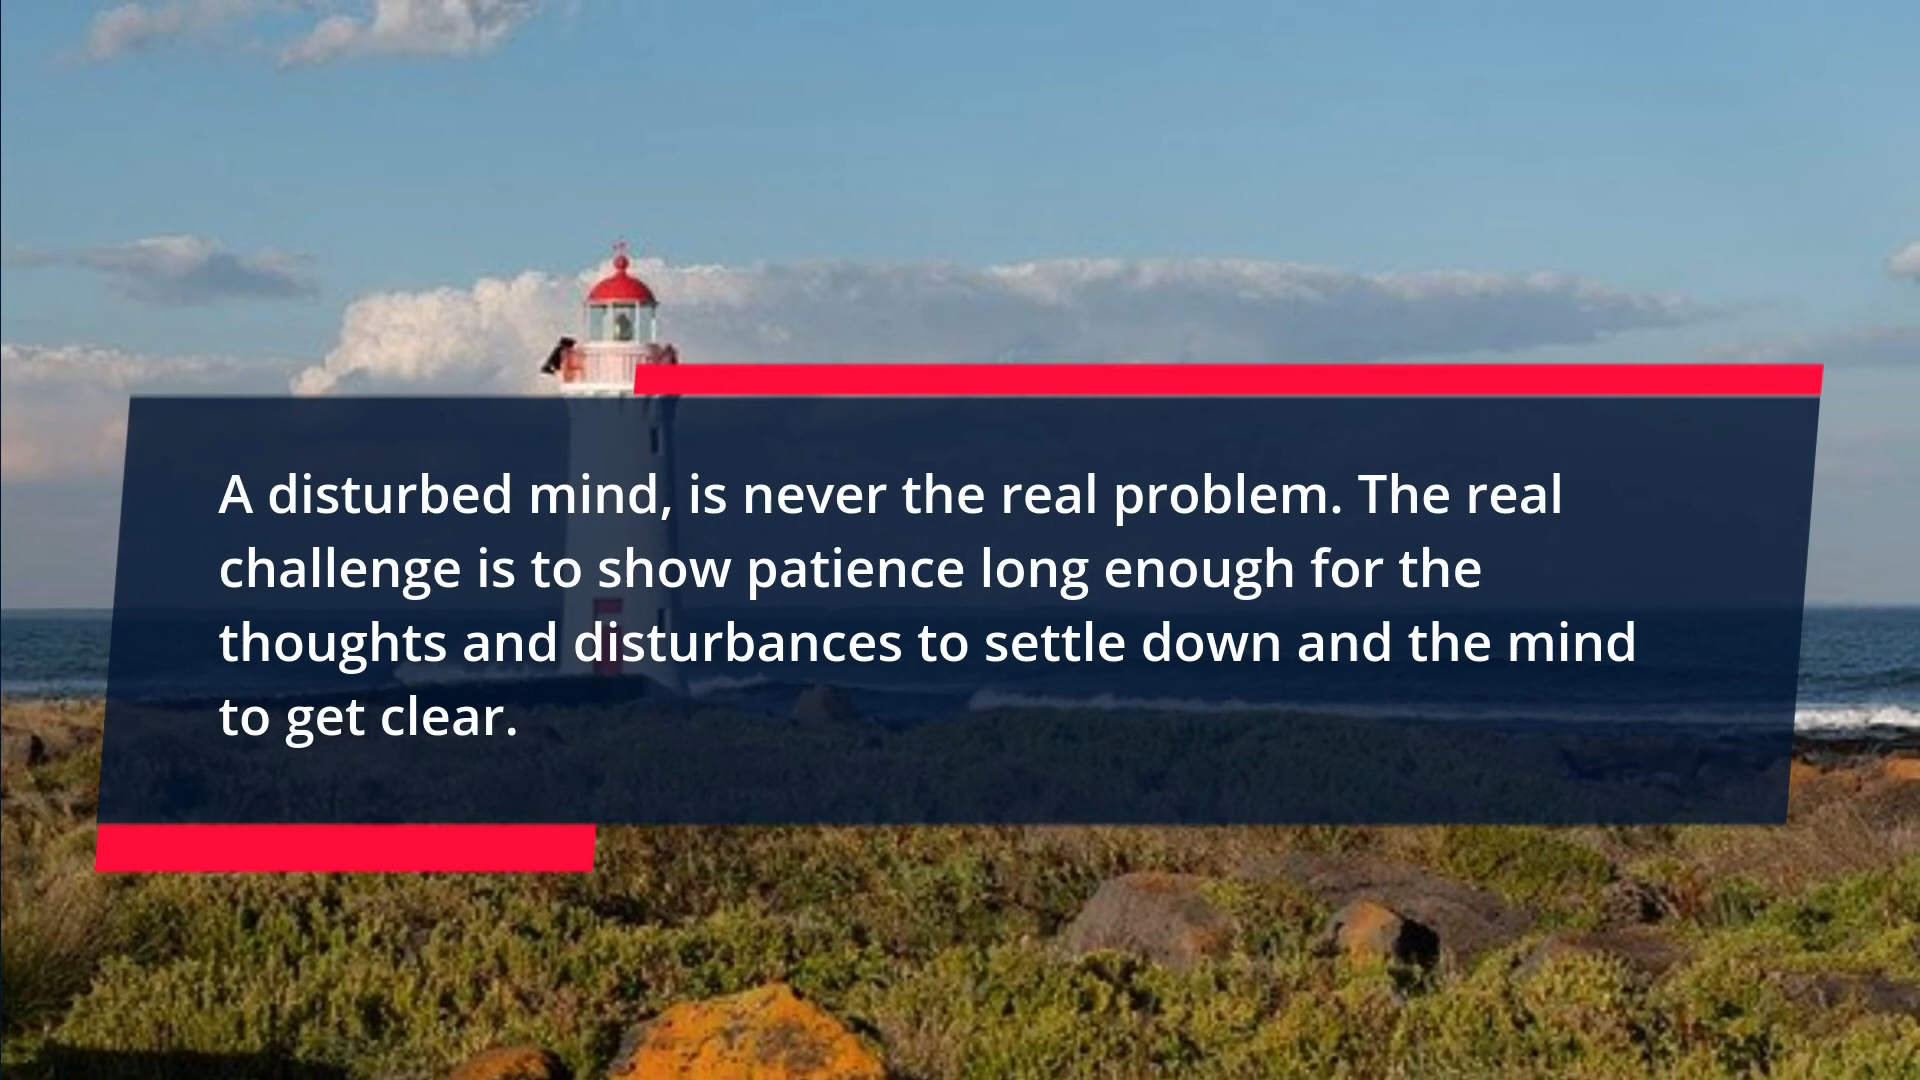 A disturbed mind, is never the real problem. The real
challenge is to show patience long enough for the
thoughts and disturbances to settle down and the mind
to get clear.